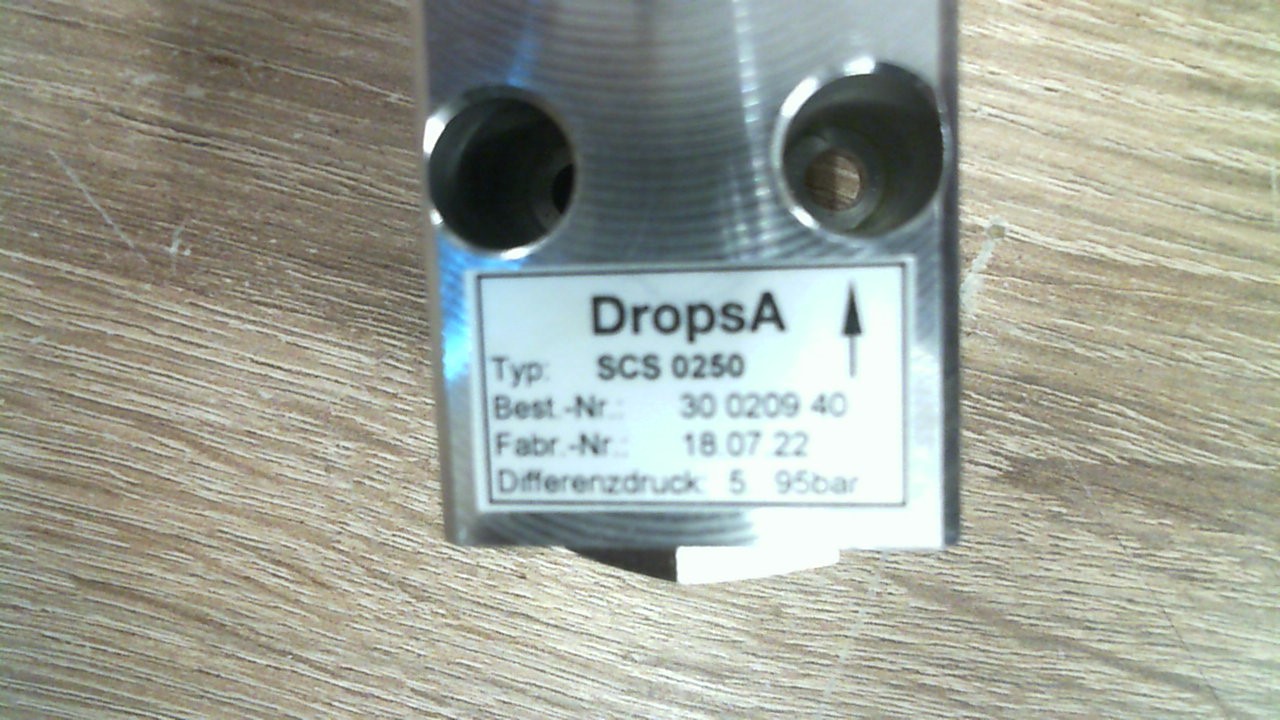 DropsA
Typ: SCS 0250
Best.-Nr.: 30 0209 40
Fabr.-Nr.: 18.07.22
Differenzdruck: 5 95bar